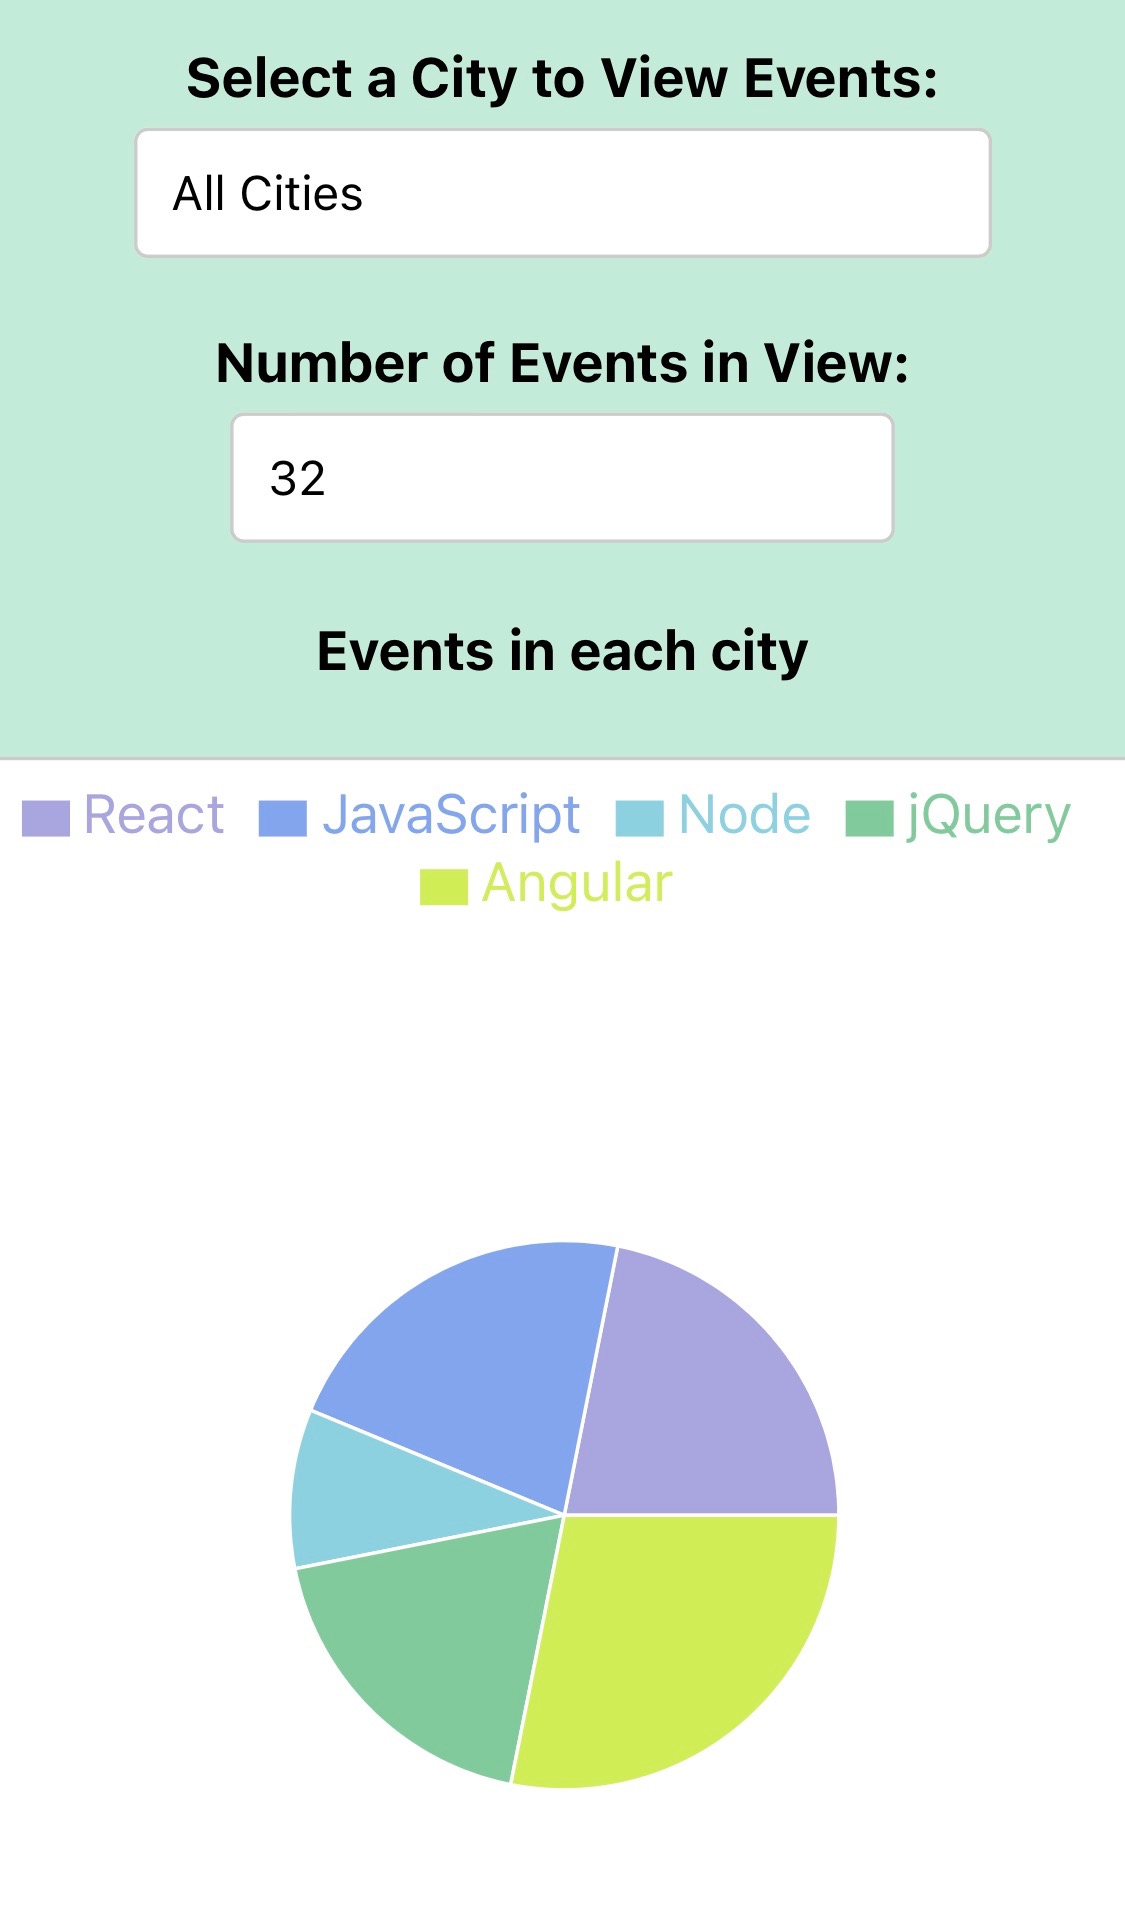 Select a City to View Events:
All Cities
Number of Events in View:
32
Events in each city
React JavaScript Node jQuery
Angular